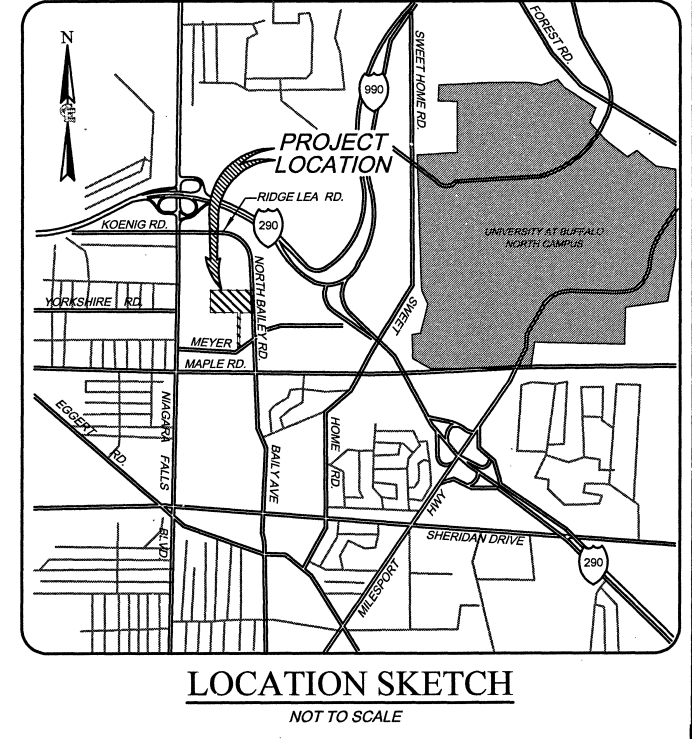 N
FOREST RD.
SWEET HOME RD.
990
PROJECT
LOCATION
RIDGE LEA RD.
KOENIG RD.
290
UNIVERSITY AT BUFFALO
NORTH CAMPUS
NORTH BAILEY RD.
YORKSHIRE RD.
SWEET
MEYER
MAPLE RD.
EGGERT
RD.
NIAGARA
FALLS
BLVD.
HOME
RD.
BAILY AVE
HWY
SHERIDAN DRIVE
290
MILESPORT
LOCATION SKETCH
NOT TO SCALE